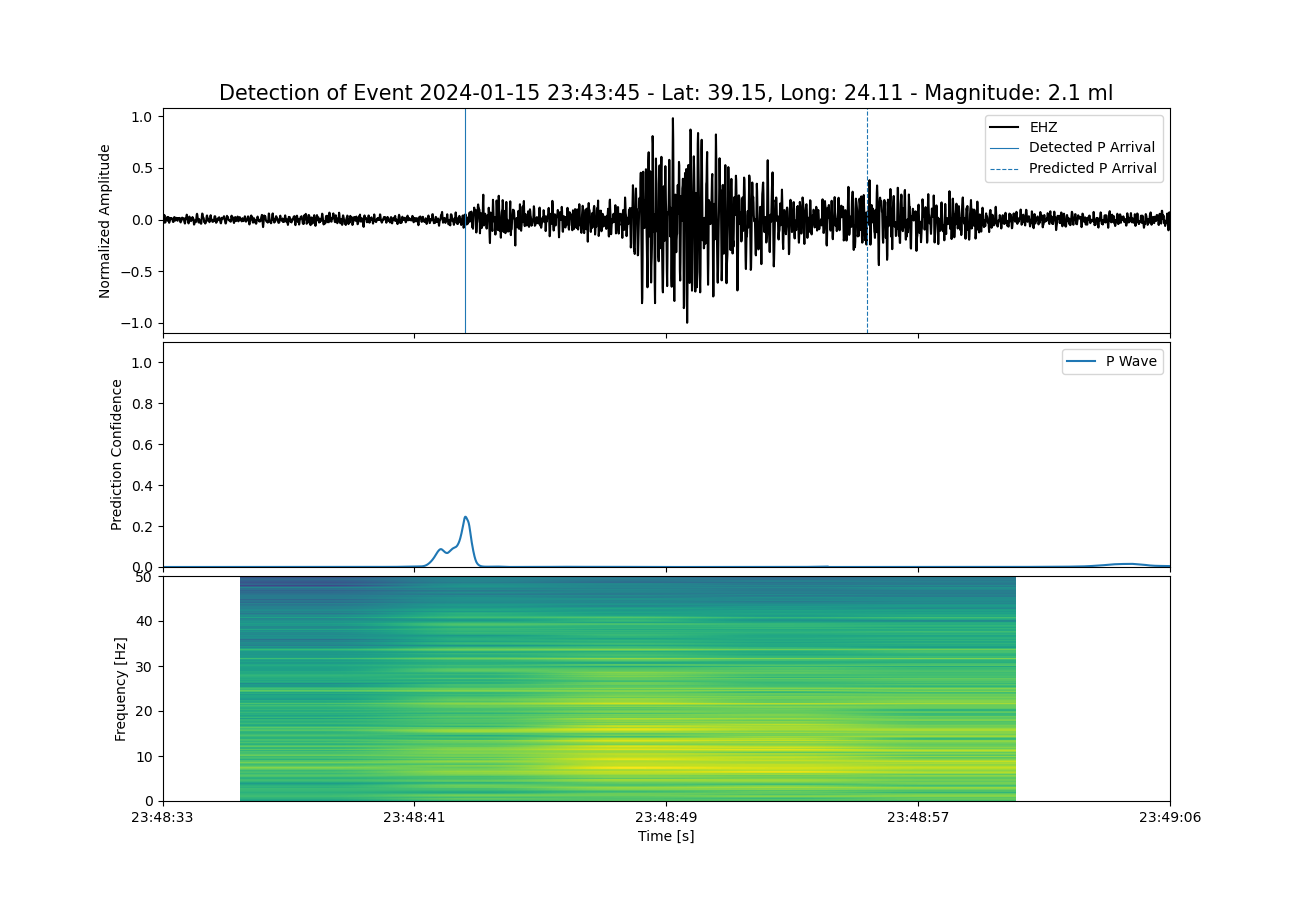 Detection of Event 2024-01-15 23:43:45 - Lat: 39.15, Long: 24.11 - Magnitude: 2.1 ml
Normalized Amplitude
1.0
0.5
0.0
−0.5
−1.0
EHZ
Detected P Arrival
Predicted P Arrival
Prediction Confidence
1.0
0.8
0.6
0.4
0.2
0.0
P Wave
Frequency [Hz]
50
40
30
20
10
0
23:48:33 23:48:41 23:48:49 23:48:57 23:49:06
Time [s]